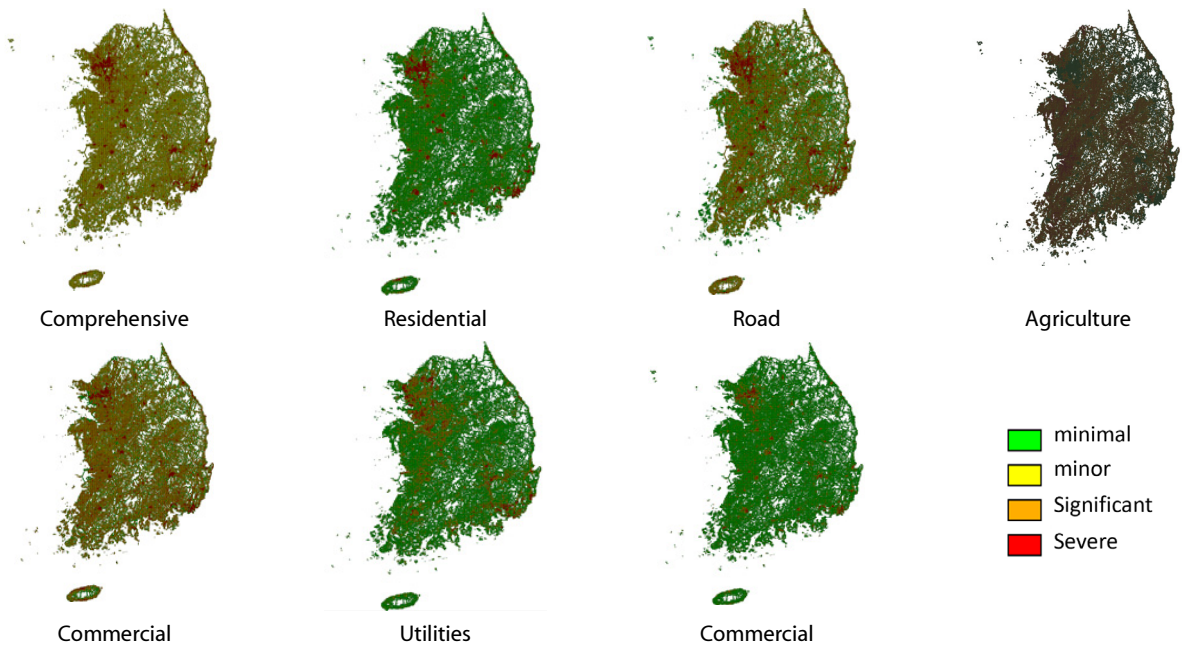 Comprehensive
Residential
Road
Agriculture
Commercial
Utilities
Commercial
minimal
minor
Significant
Severe